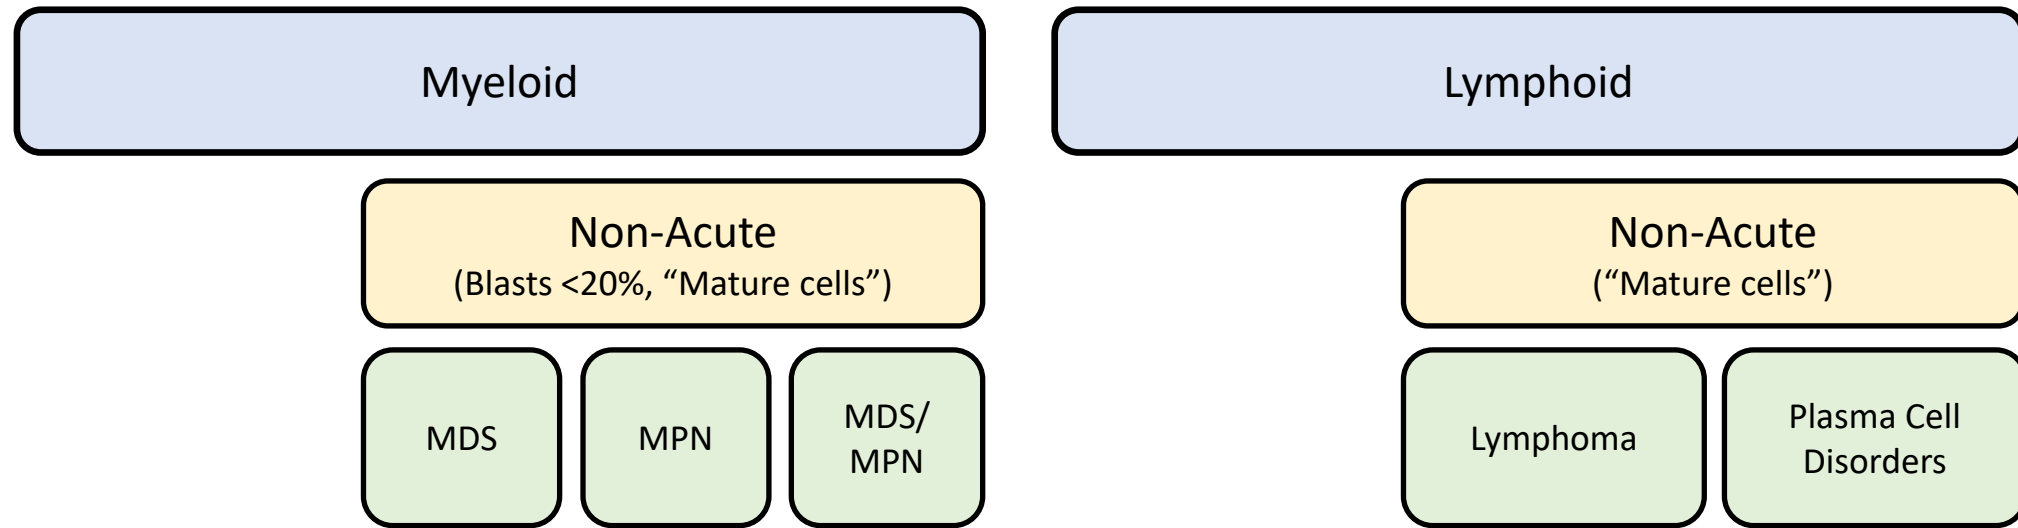 Myeloid
Lymphoid
Non-Acute
(Blasts <20%, “Mature cells”)
Non-Acute
(“Mature cells”)
MDS
MPN
MDS/
MPN
Lymphoma
Plasma Cell
Disorders